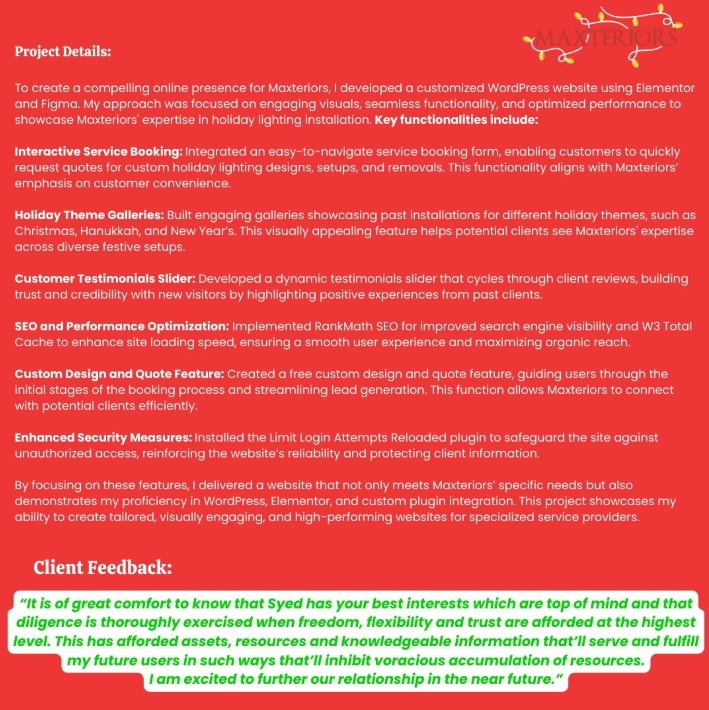 MAXTERIORS
Project Details:
To create a compelling online presence for Maxteriors, I developed a customized WordPress website using Elementor
and Figma. My approach was focused on engaging visuals, seamless functionality, and optimized performance to
showcase Maxteriors' expertise in holiday lighting installation. Key functionalities include:
Interactive Service Booking: Integrated an easy-to-navigate service booking form, enabling customers to quickly
request quotes for custom holiday lighting designs, setups, and removals. This functionality aligns with Maxteriors’
emphasis on customer convenience.
Holiday Theme Galleries: Built engaging galleries showcasing past installations for different holiday themes, such as
Christmas, Hanukkah, and New Year’s. This visually appealing feature helps potential clients see Maxteriors' expertise
across diverse festive setups.
Customer Testimonials Slider: Developed a dynamic testimonials slider that cycles through client reviews, building
trust and credibility with new visitors by highlighting positive experiences from past clients.
SEO and Performance Optimization: Implemented RankMath SEO for improved search engine visibility and W3 Total
Cache to enhance site loading speed, ensuring a smooth user experience and maximizing organic reach.
Custom Design and Quote Feature: Created a free custom design and quote feature, guiding users through the
initial stages of the booking process and streamlining lead generation. This function allows Maxteriors to connect
with potential clients efficiently.
Enhanced Security Measures: Installed the Limit Login Attempts Reloaded plugin to safeguard the site against
unauthorized access, reinforcing the website’s reliability and protecting client information.
By focusing on these features, I delivered a website that not only meets Maxteriors’ specific needs but also
demonstrates my proficiency in WordPress, Elementor, and custom plugin integration. This project showcases my
ability to create tailored, visually engaging, and high-performing websites for specialized service providers.
Client Feedback:
“It is of great comfort to know that Syed has your best interests which are top of mind and that
diligence is thoroughly exercised when freedom, flexibility and trust are afforded at the highest
level. This has afforded assets, resources and knowledgeable information that’ll serve and fulfill
my future users in such ways that’ll inhibit voracious accumulation of resources.
I am excited to further our relationship in the near future.”